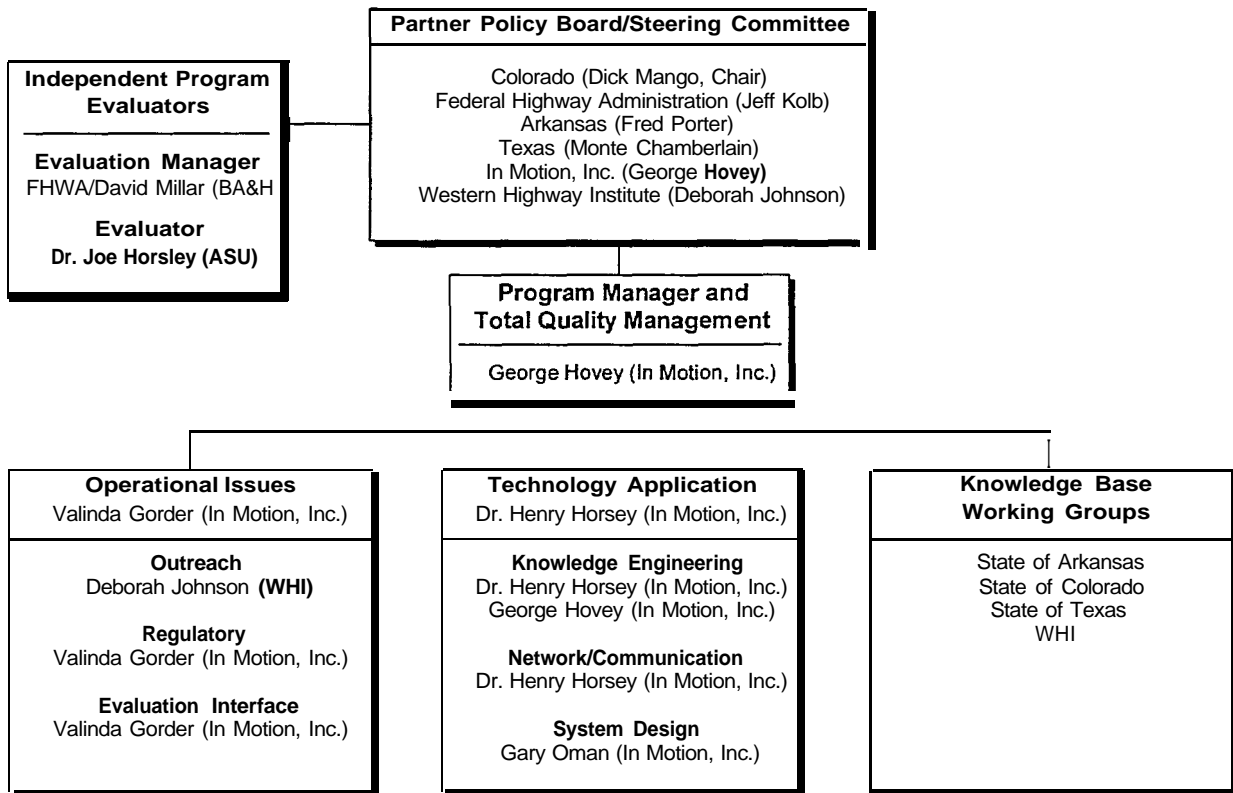 Partner Policy Board/Steering Committee
Colorado (Dick Mango, Chair)
Federal Highway Administration (Jeff Kolb)
Arkansas (Fred Porter)
Texas (Monte Chamberlain)
In Motion, Inc. (George Hovey)
Western Highway Institute (Deborah Johnson)
Independent Program
Evaluators
Evaluation Manager
FHWA/David Millar (BA&H
Evaluator
Dr. Joe Horsley (ASU)
Program Manager and
Total Quality Management
George Hovey (In Motion, Inc.)
Operational Issues
Valinda Gorder (In Motion, Inc.)
Outreach
Deborah Johnson (WHI)
Regulatory
Valinda Gorder (In Motion, Inc.)
Evaluation Interface
Valinda Gorder (In Motion, Inc.)
Technology Application
Dr. Henry Horsey (In Motion, Inc.)
Knowledge Engineering
Dr. Henry Horsey (In Motion, Inc.)
George Hovey (In Motion, Inc.)
Network/Communication
Dr. Henry Horsey (In Motion, Inc.)
System Design
Gary Oman (In Motion, Inc.)
Knowledge Base
Working Groups
State of Arkansas
State of Colorado
State of Texas
WHI